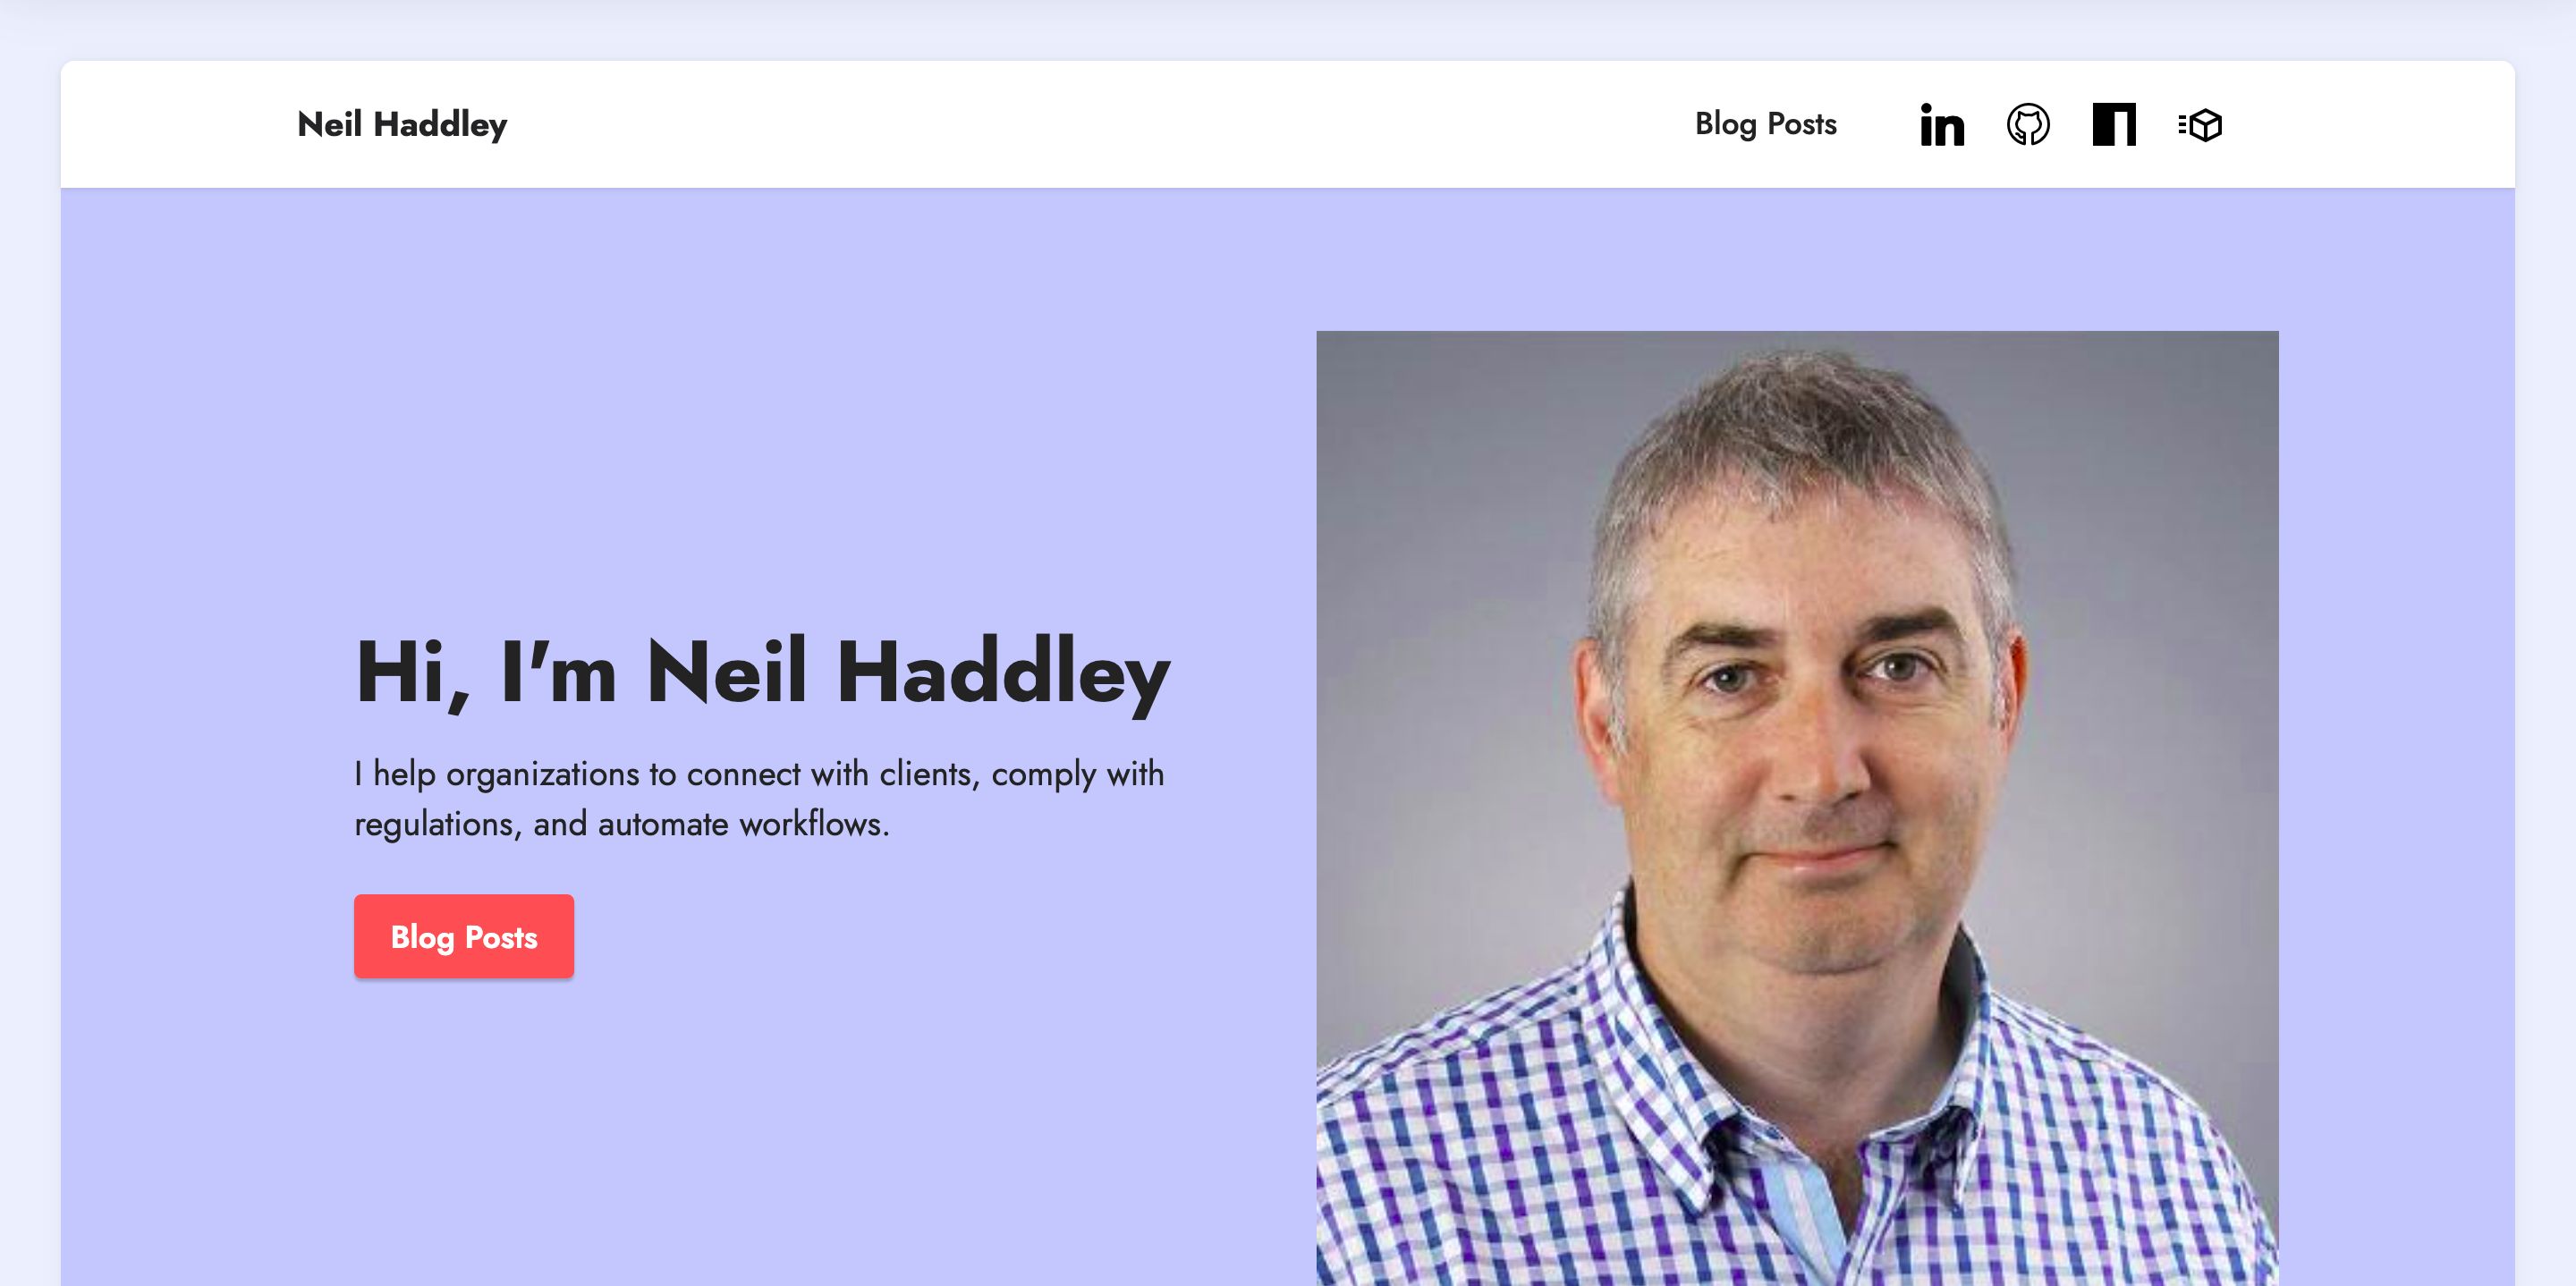 Neil Haddley
Blog Posts
Hi, I'm Neil Haddley
I help organizations to connect with clients, comply with
regulations, and automate workflows.
Blog Posts